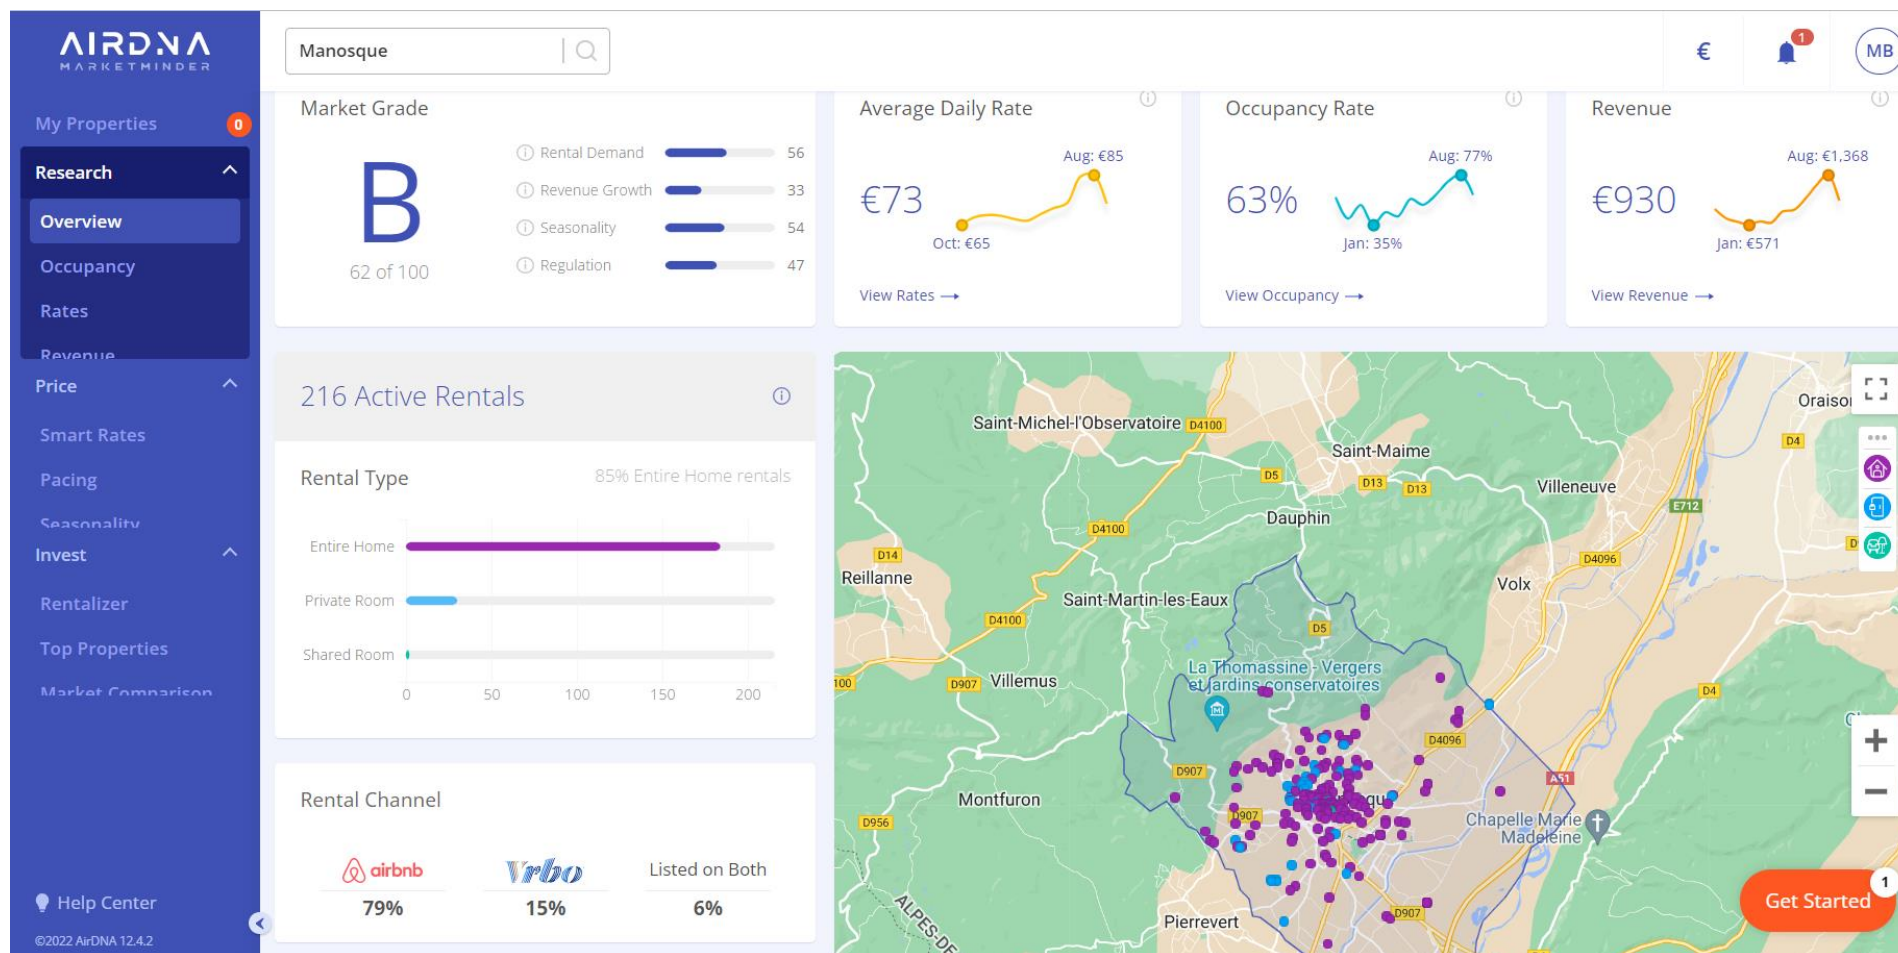 AIRDNA
MARKETMINDER
Manosque
€
1
MB
My Properties
0
Research
Overview
Occupancy
Rates
Revenue
Price
Smart Rates
Pacing
Seasonality
Invest
Rentalizer
Top Properties
Market Comparison
Help Center
©2022 AirDNA 12.4.2
Market Grade
B
62 of 100
Rental Demand 56
Revenue Growth 33
Seasonality 54
Regulation 47
Average Daily Rate
€73
Aug: €85
Oct: €65
View Rates
Occupancy Rate
63%
Aug: 77%
Jan: 35%
View Occupancy
Revenue
€930
Aug: €1,368
Jan: €571
View Revenue
216 Active Rentals
Rental Type
85% Entire Home rentals
Entire Home
Private Room
Shared Room
0 50 100 150 200
Rental Channel
airbnb
79%
Vrbo
15%
Listed on Both
6%
Saint-Michel-l'Observatoire
D4100
Oraiso
D4
Saint-Maime
D5
D13
D13
Villeneuve
E712
Dauphin
D4100
D14
Reillanne
D4096
Volx
Saint-Martin-les-Eaux
D4100
D5
La Thomassine - Vergers
et jardins conservatoires
100
D907
Villemus
D4
D4096
D907
A51
Montfuron
D907
D956
Chapelle Marie
Madeleine
ALPES-DE
Pierrevert
D907
Get Started
1